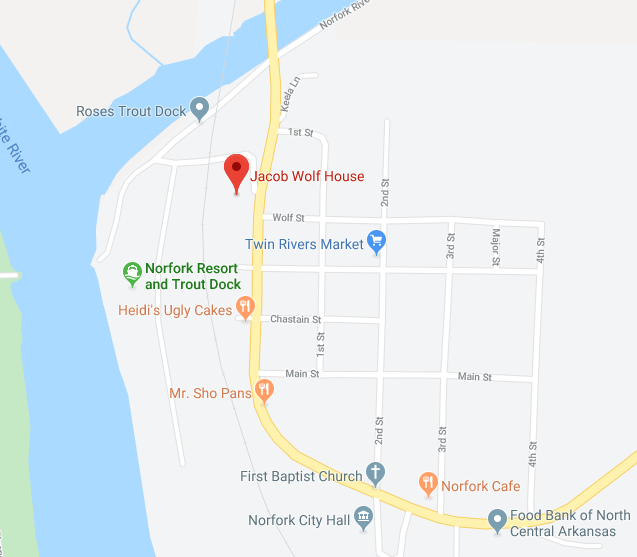 Norfork River
Keela Ln
Roses Trout Dock
1st St
White River
Jacob Wolf House
2nd St
Wolf St
3rd St
Major St
4th St
Twin Rivers Market
Norfork Resort
and Trout Dock
Heidi's Ugly Cakes
Chastain St
1st St
Main St
Main St
Mr. Sho Pans
2nd St
3rd St
4th St
First Baptist Church
Norfork Cafe
Norfork City Hall
Food Bank of North
Central Arkansas